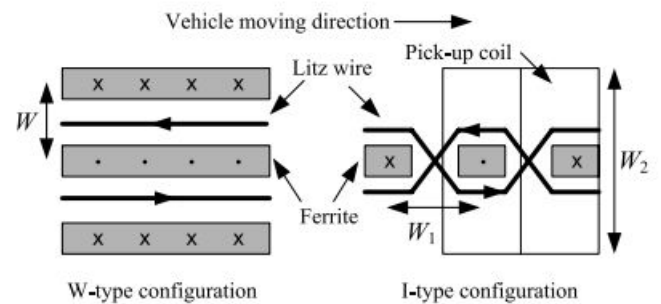 Vehicle moving direction
Pick-up coil
Litz wire
x x x x
W
. . . .
x x x x
Ferrite
x . x
W₁
W₂
W-type configuration
I-type configuration